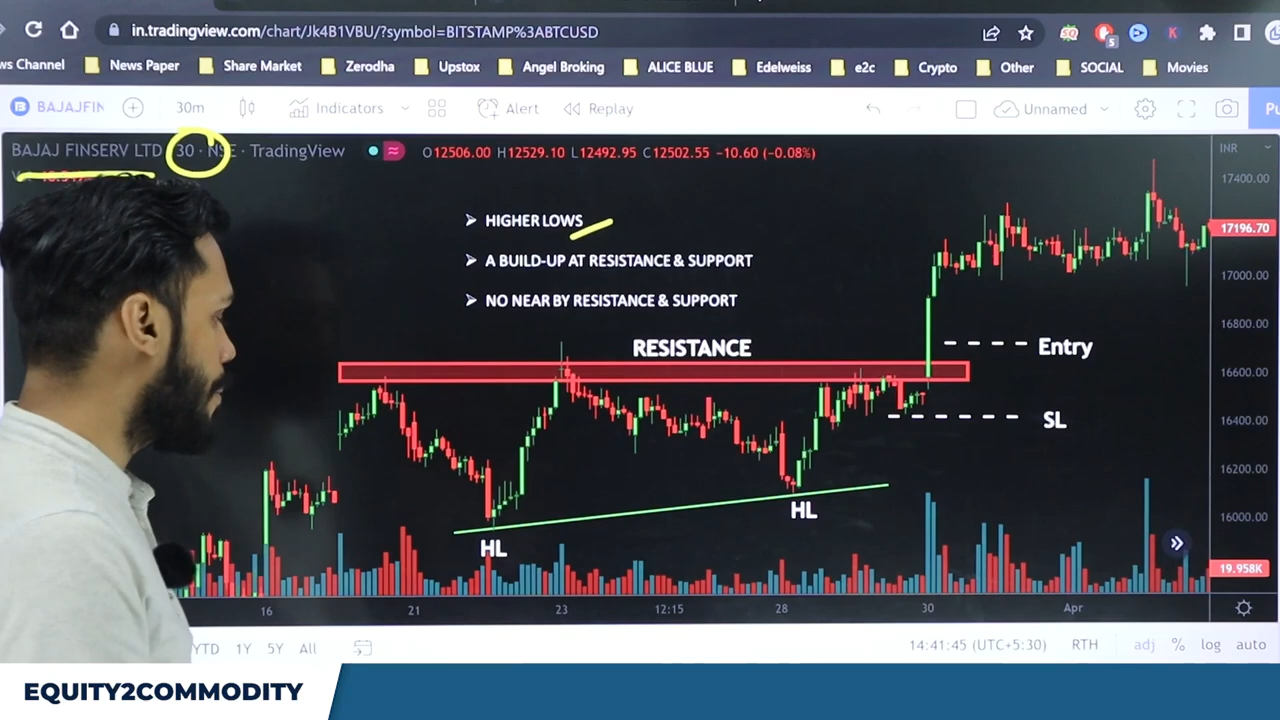 in.tradingview.com/chart/Jk4B1VBU/?symbol=BITSTAMP%3ABTCUSD
ws Channel News Paper Share Market Zerodha Upstox Angel Broking ALICE BLUE Edelweiss e2c Crypto Other SOCIAL Movies
BAJAJFIN 30m Indicators Alert Replay Unnamed Pu
BAJAJ FINSERV LTD · 30 · NSE · TradingView O12506.00 H12529.10 L12492.95 C12502.55 −10.60 (−0.08%) INR
17400.00
➢ HIGHER LOWS
17196.70
➢ A BUILD-UP AT RESISTANCE & SUPPORT
17000.00
➢ NO NEAR BY RESISTANCE & SUPPORT
16800.00
RESISTANCE Entry
16600.00
SL 16400.00
16200.00
HL 16000.00
HL
19.958K
16 21 23 12:15 28 30 Apr
YTD 1Y 5Y All 14:41:45 (UTC+5:30) RTH adj % log auto
EQUITY2COMMODITY